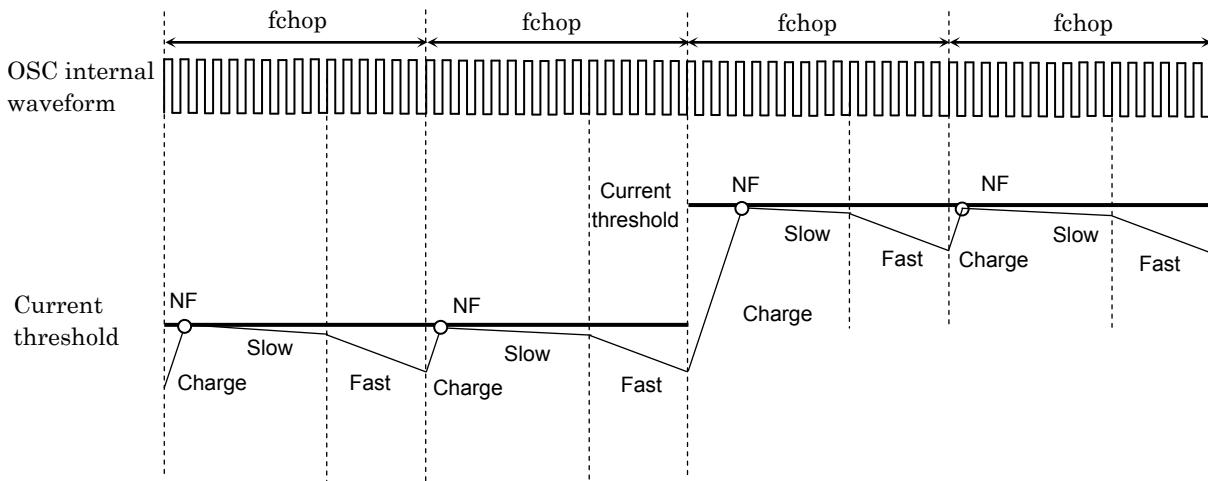 fchop fchop fchop fchop
OSC internal
waveform
Current
threshold
NF NF
Slow Fast Charge Slow Fast
Charge
Current
threshold
NF NF
Slow Slow
Charge Fast Charge Fast